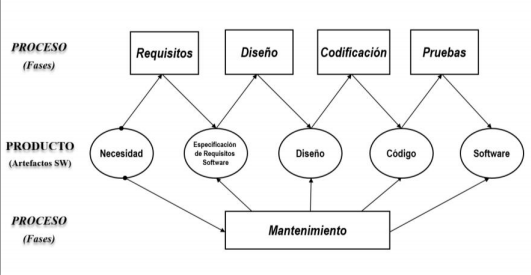 PROCESO
(Fases)
Requisitos
Diseño
Codificación
Pruebas
PRODUCTO
(Artefactos SW)
Necesidad
Especificación
de Requisitos
Software
Diseño
Código
Software
PROCESO
(Fases)
Mantenimiento